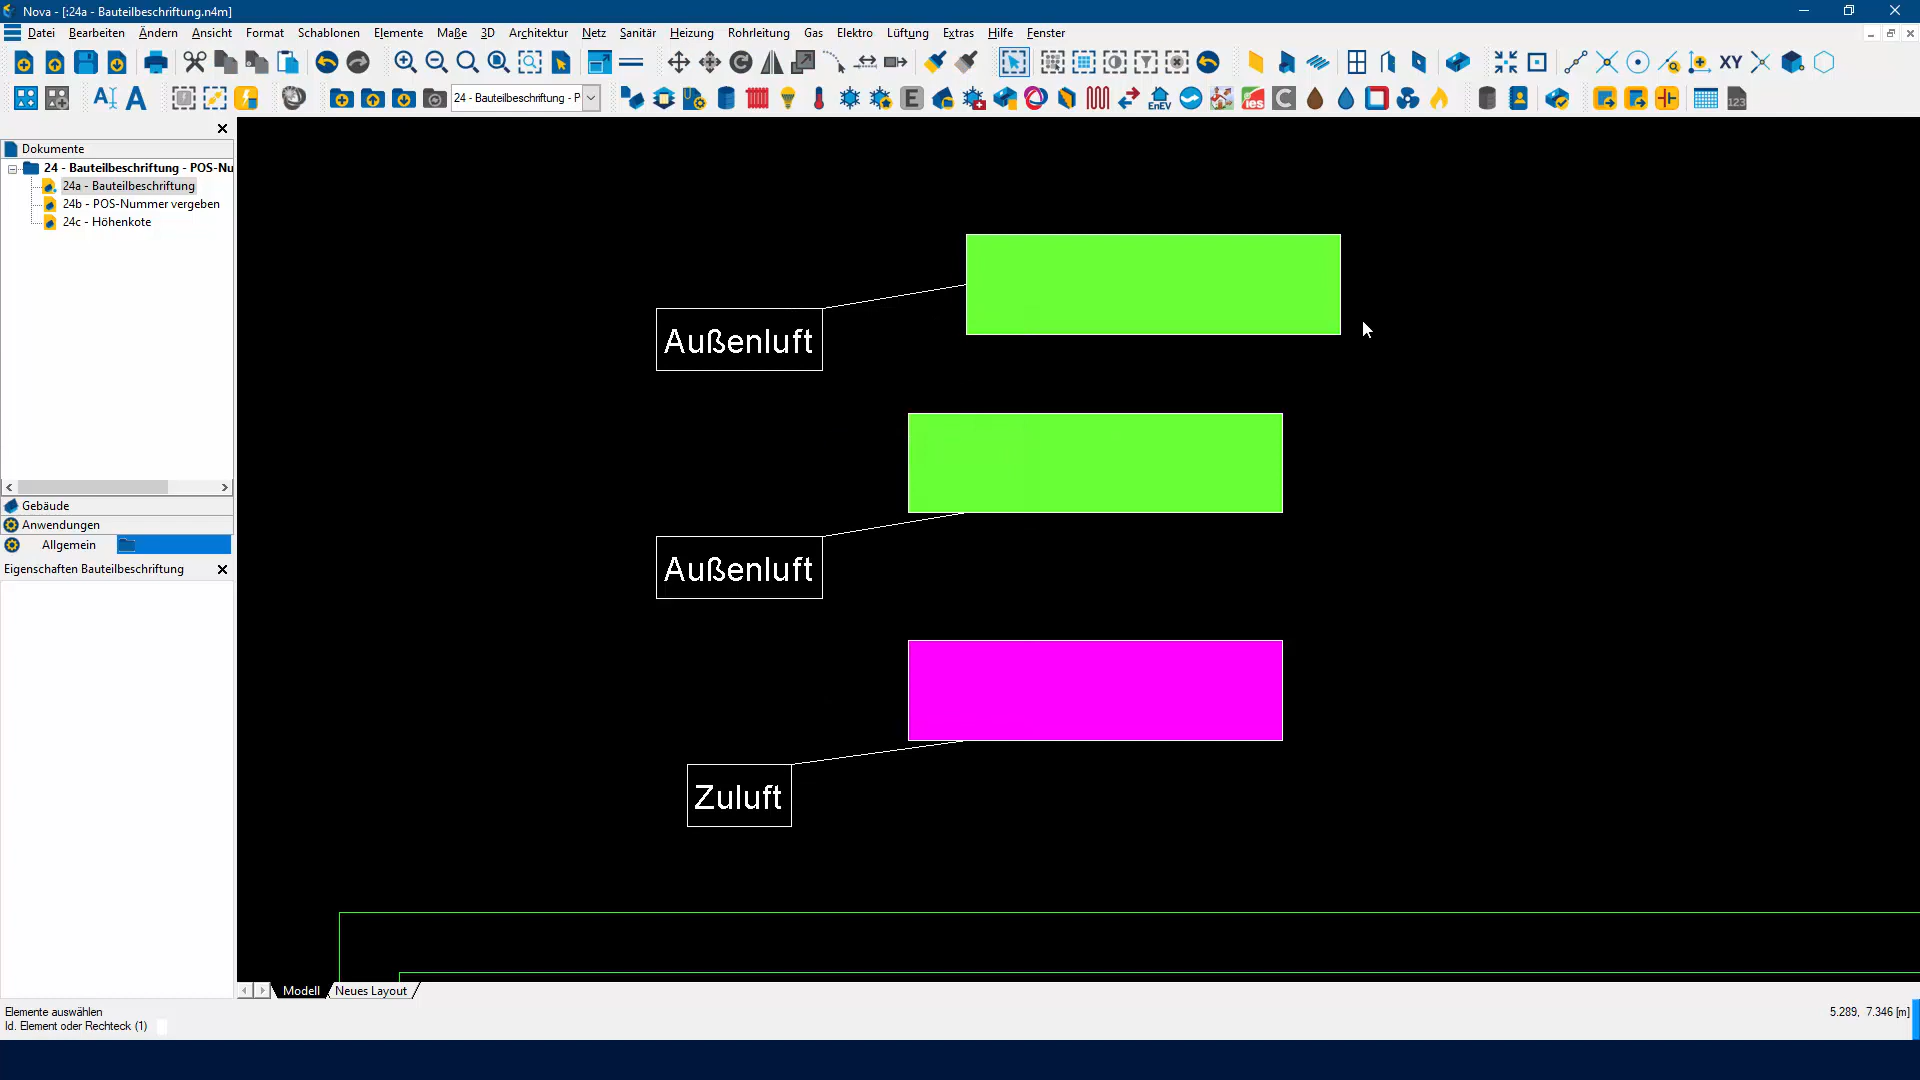 Nova - [:24a - Bauteilbeschriftung.n4m]
Datei Bearbeiten Ändern Ansicht Format Schablonen Elemente Maße 3D Architektur Netz Sanitär Heizung Rohrleitung Gas Elektro Lüftung Extras Hilfe Fenster
XY
24 - Bauteilbeschriftung - P
E
EnEV
ies
C
123
Dokumente
24 - Bauteilbeschriftung - POS-Nu
24a - Bauteilbeschriftung
24b - POS-Nummer vergeben
24c - Höhenkote
Gebäude
Anwendungen
Allgemein
Eigenschaften Bauteilbeschriftung
Außenluft
Außenluft
Zuluft
Modell Neues Layout
Elemente auswählen
Id. Element oder Rechteck (1)
5.289, 7.346 [m]